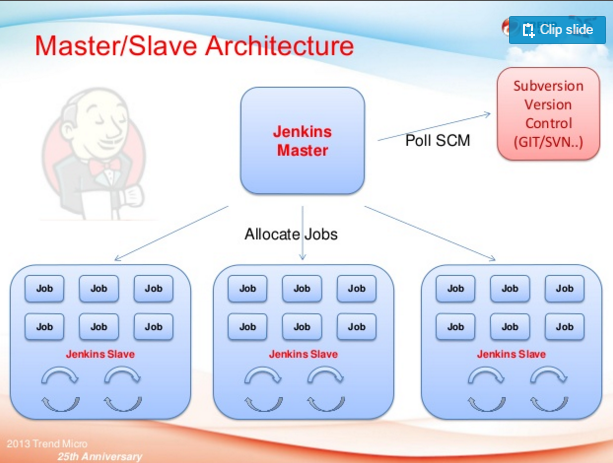 Clip slide
Master/Slave Architecture
Subversion
Version
Control
(GIT/SVN..)
Jenkins
Master
Poll SCM
Allocate Jobs
Job Job Job
Job Job Job
Jenkins Slave
Job Job Job
Job Job Job
Jenkins Slave
Job Job Job
Job Job Job
Jenkins Slave
2013 Trend Micro
25th Anniversary